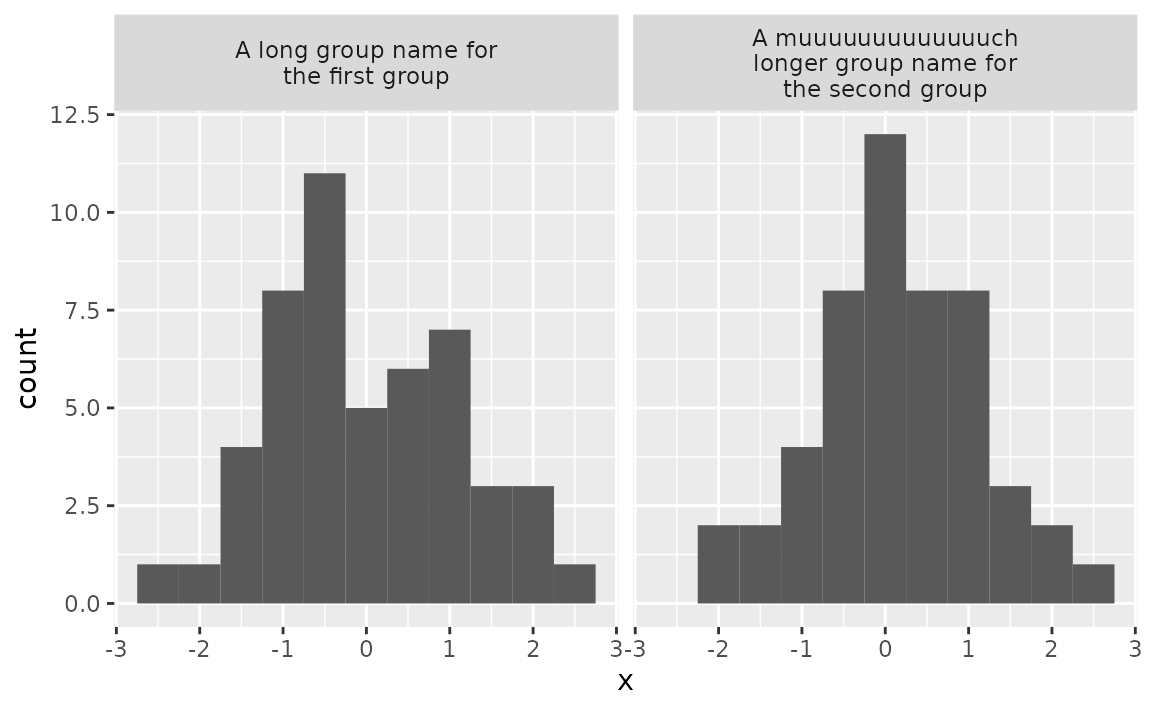 A long group name for
the first group
A muuuuuuuuuuuuuuch
longer group name for
the second group
12.5
10.0
7.5
5.0
2.5
0.0
count
-3 -2 -1 0 1 2 3 -3 -2 -1 0 1 2 3
x